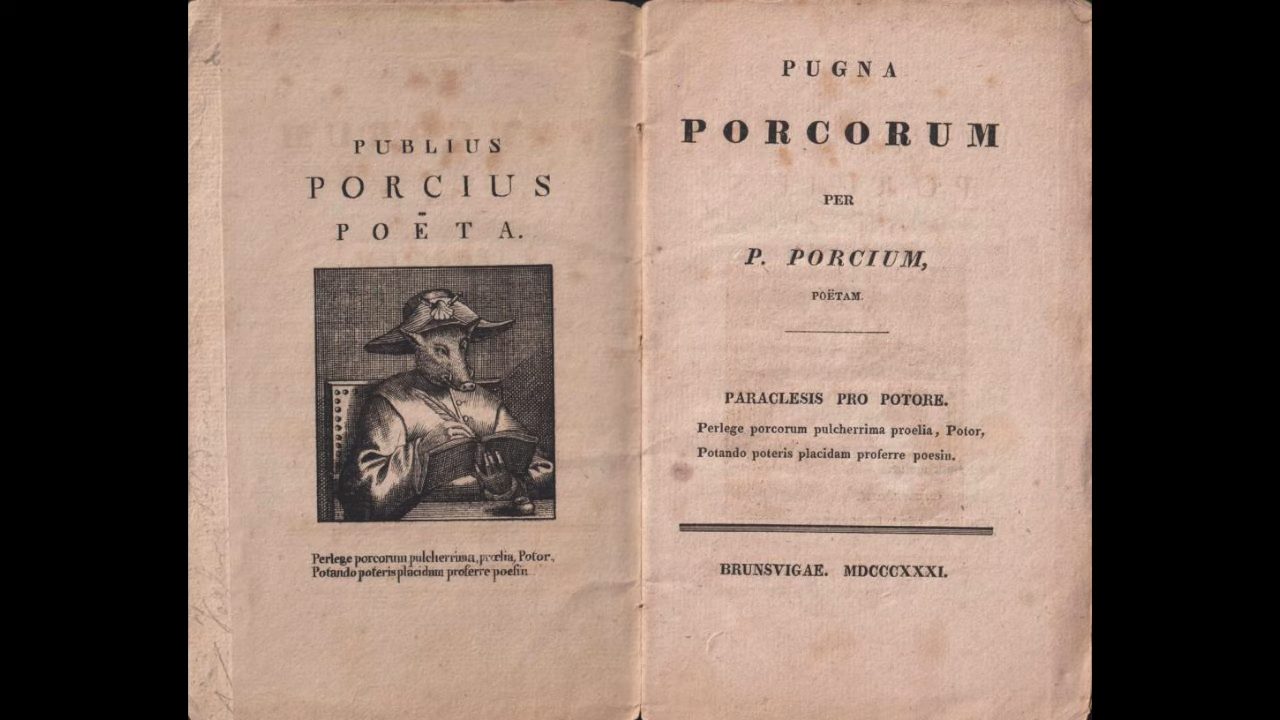 PUBLIUS
PORCIUS
POËTA.
Perlege porcorum pulcherrima, prœlia, Potor,
Potando poteris placidam proferre poesin.
PUGNA
PORCORUM
PER
P. PORCIUM,
POËTAM.
PARACLESIS PRO POTORE.
Perlege porcorum pulcherrima proelia, Potor,
Potando poteris placidam proferre poesin.
BRUNSVIGAE. MDCCCXXXI.